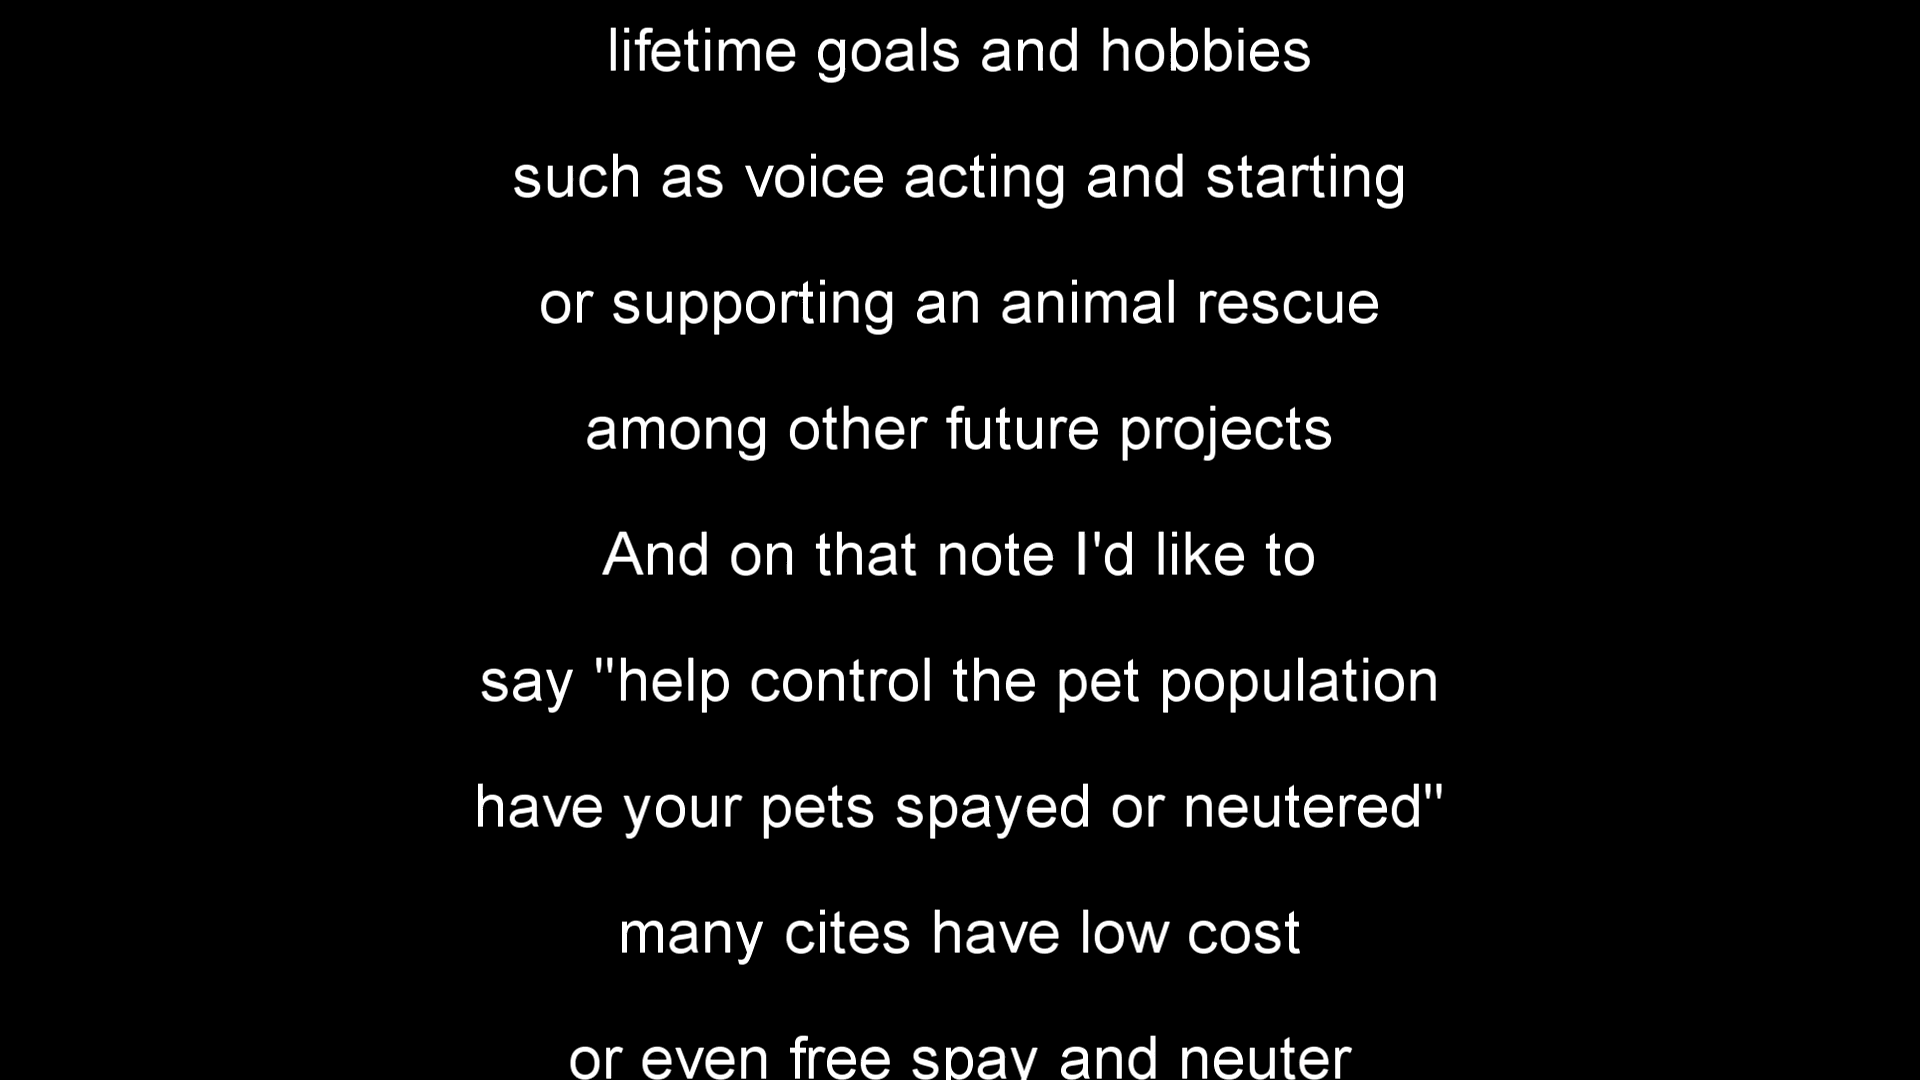 lifetime goals and hobbies
such as voice acting and starting
or supporting an animal rescue
among other future projects
And on that note I'd like to
say "help control the pet population
have your pets spayed or neutered"
many cites have low cost
or even free spay and neuter